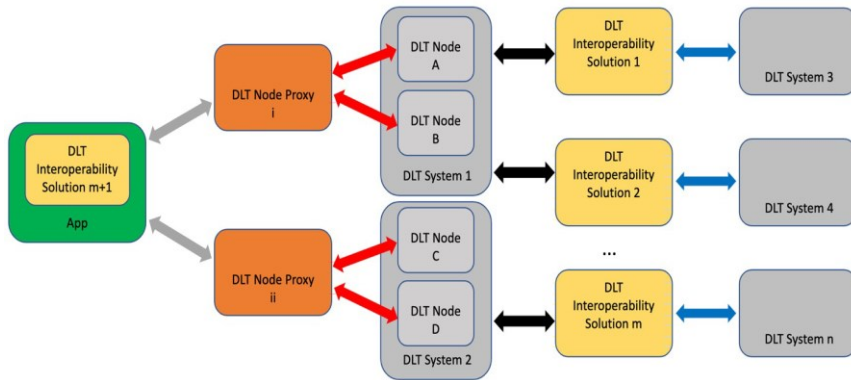 DLT
Interoperability
Solution m+1
App
DLT Node Proxy
i
DLT Node Proxy
ii
DLT Node
A
DLT Node
B
DLT System 1
DLT Node
C
DLT Node
D
DLT System 2
DLT
Interoperability
Solution 1
DLT
Interoperability
Solution 2
...
DLT
Interoperability
Solution m
DLT System 3
DLT System 4
DLT System n